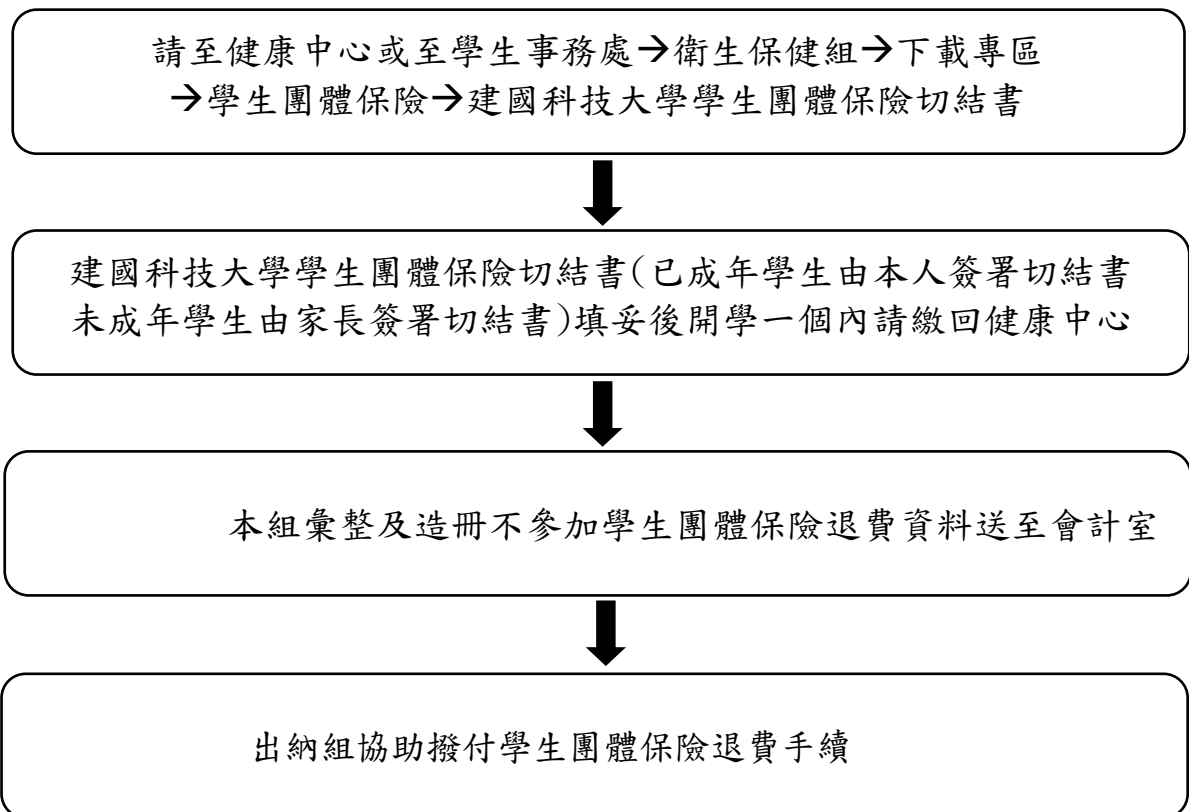 請至健康中心或至學生事務處→衛生保健組→下載專區
→學生團體保險→建國科技大學學生團體保險切結書
建國科技大學學生團體保險切結書(已成年學生由本人簽署切結書
未成年學生由家長簽署切結書)填妥後開學一個內請繳回健康中心
本組彙整及造冊不參加學生團體保險退費資料送至會計室
出納組協助撥付學生團體保險退費手續